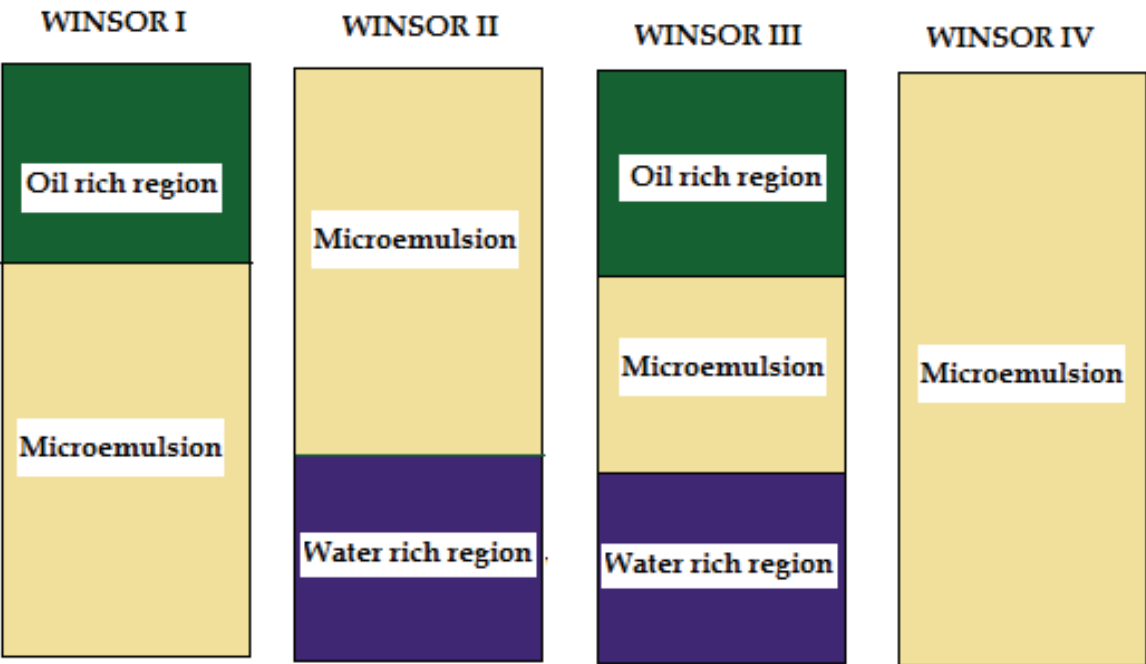 WINSOR I
WINSOR II
WINSOR III
WINSOR IV
Oil rich region
Microemulsion
Microemulsion
Water rich region
Oil rich region
Microemulsion
Water rich region
Microemulsion